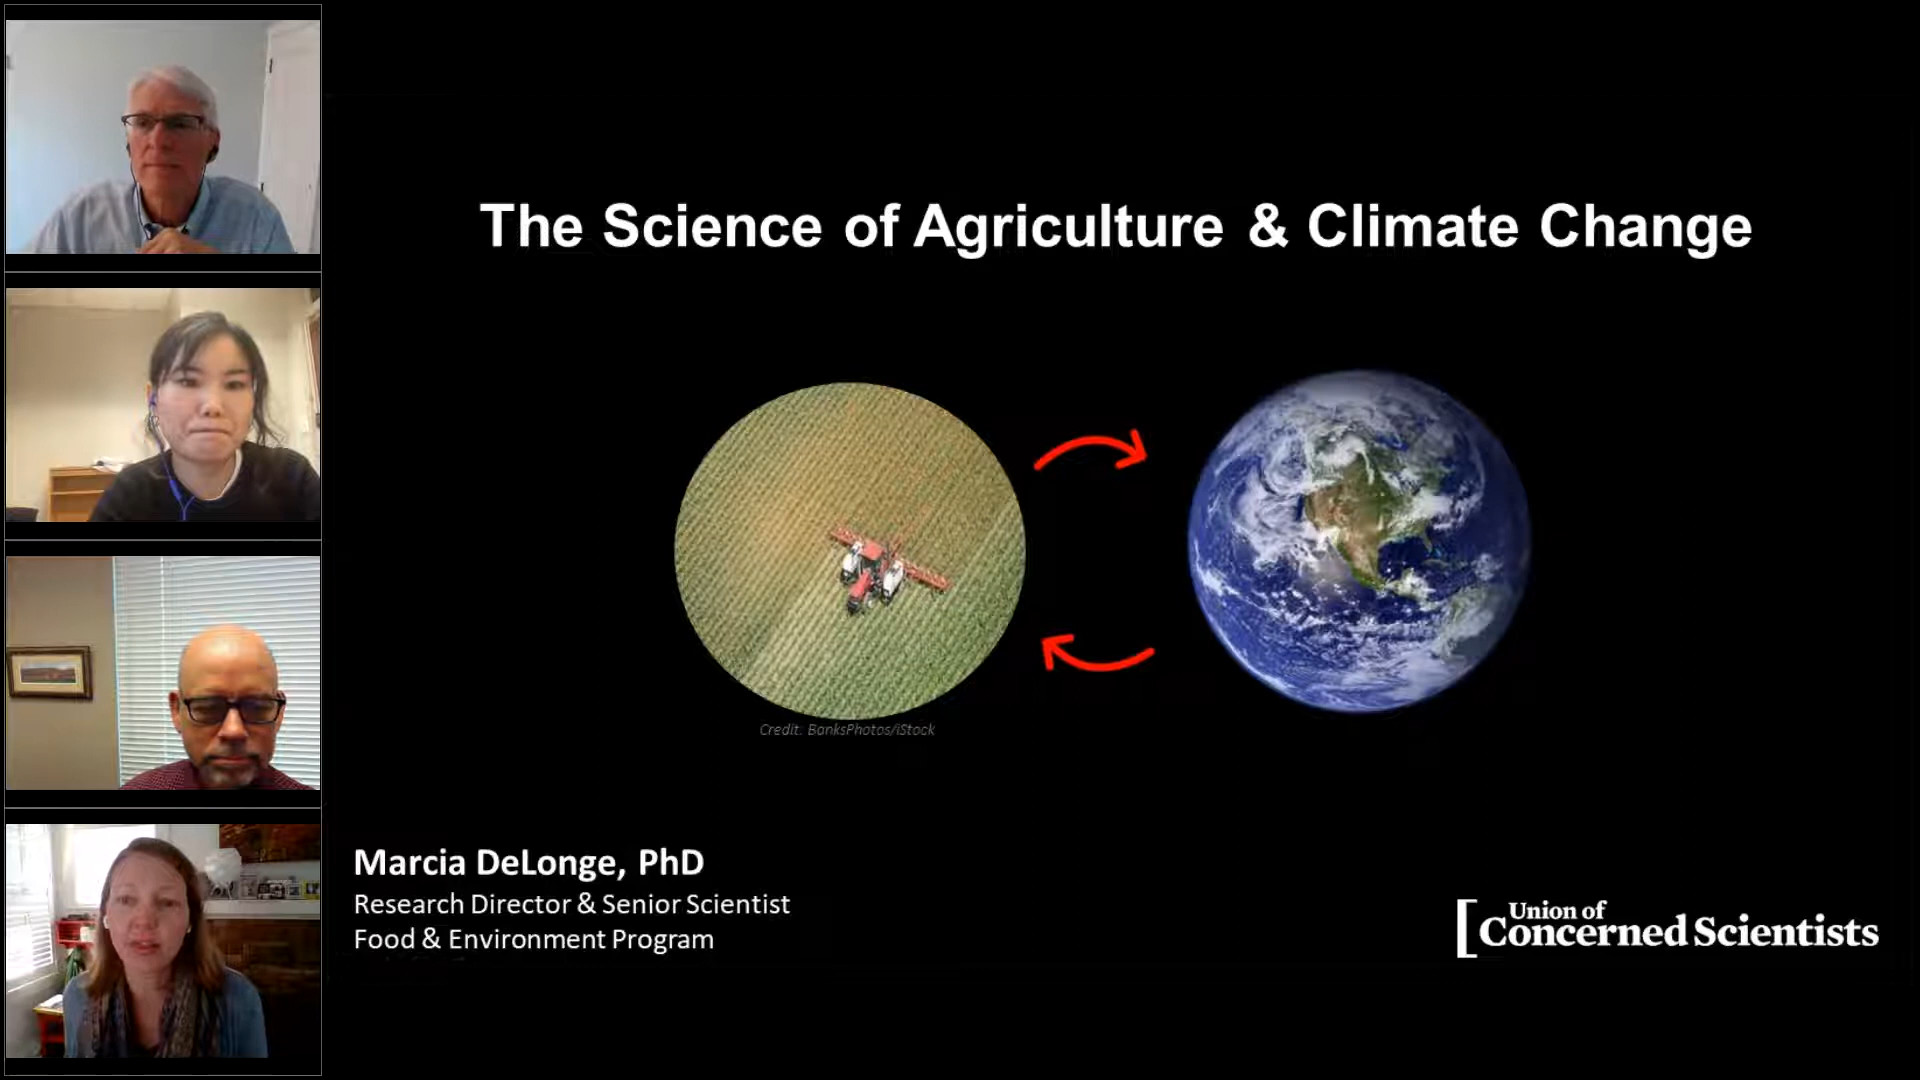 The Science of Agriculture & Climate Change
Credit: BanksPhotos/iStock
Marcia DeLonge, PhD
Research Director & Senior Scientist
Food & Environment Program
Union of
Concerned Scientists